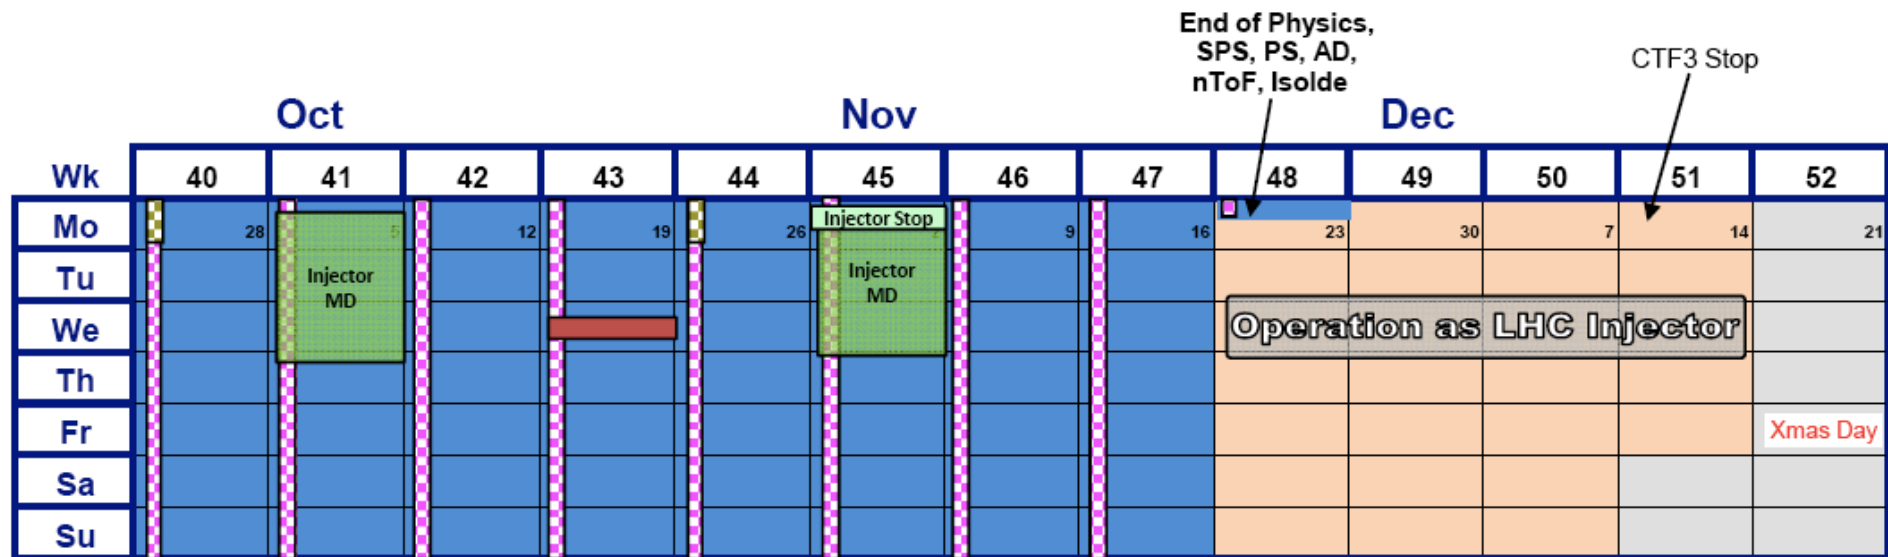 End of Physics,
SPS, PS, AD,
nToF, Isolde
CTF3 Stop
Oct Nov Dec
Wk 40 41 42 43 44 45 46 47 48 49 50 51 52
Injector Stop
Mo 28 5 12 19 26 2 9 16 23 30 7 14 21
Tu Injector Injector
MD MD
We Operation as LHC Injector
Th
Fr Xmas Day
Sa
Su